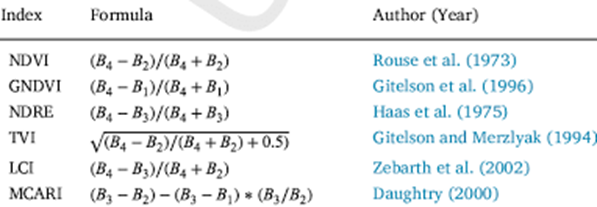 Index Formula Author (Year)
NDVI (B₄ − B₂)/(B₄ + B₂) Rouse et al. (1973)
GNDVI (B₄ − B₁)/(B₄ + B₁) Gitelson et al. (1996)
NDRE (B₄ − B₃)/(B₄ + B₃) Haas et al. (1975)
TVI √(B₄ − B₂)/(B₄ + B₂) + 0.5) Gitelson and Merzlyak (1994)
LCI (B₄ − B₃)/(B₄ + B₂) Zebarth et al. (2002)
MCARI (B₃ − B₂) − (B₃ − B₁) * (B₃/B₂) Daughtry (2000)